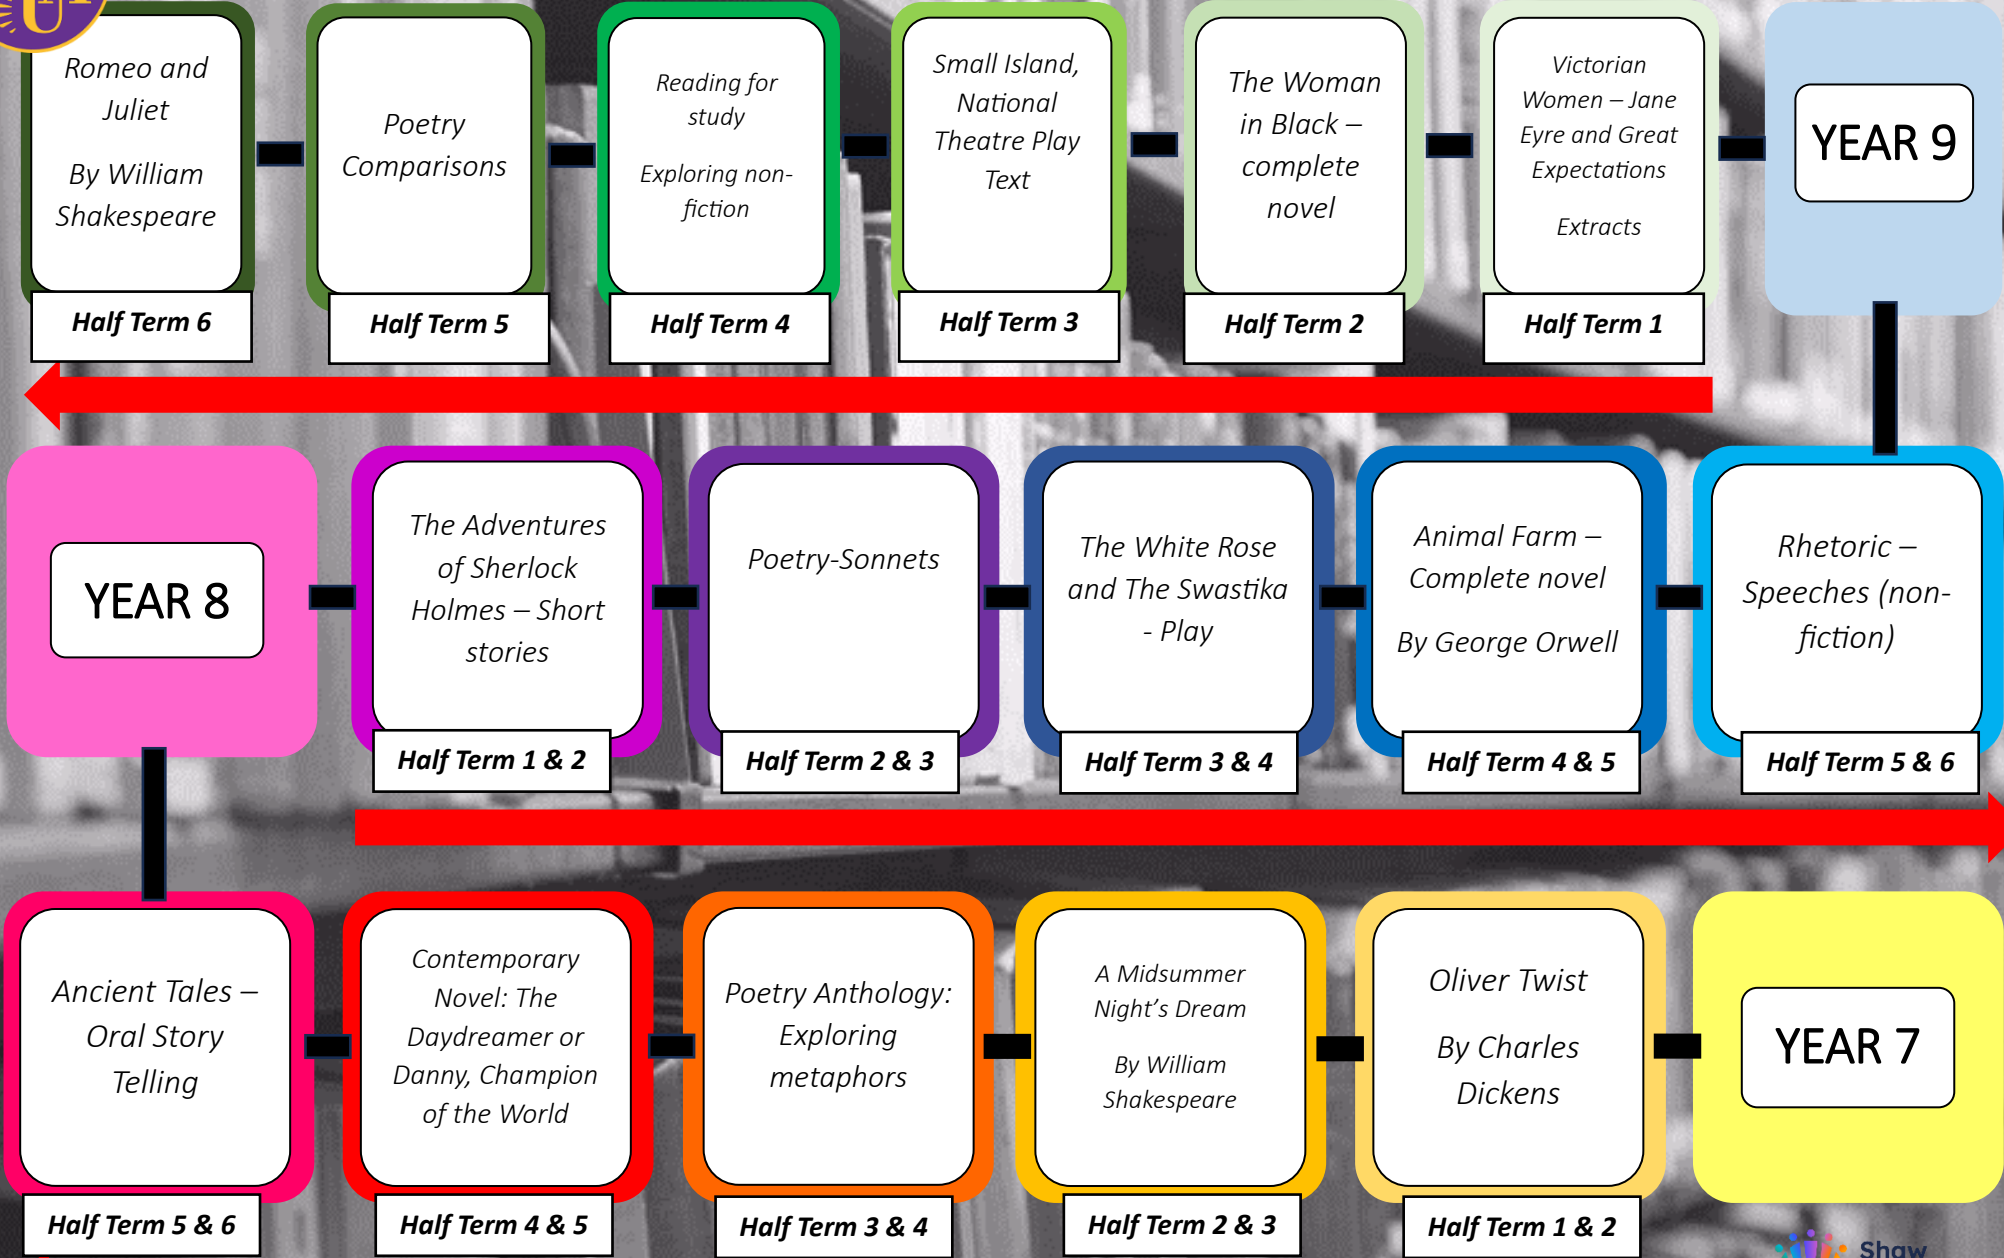 Romeo and
Juliet
By William
Shakespeare
Half Term 6
Poetry
Comparisons
Half Term 5
Reading for
study
Exploring non-
fiction
Half Term 4
Small Island,
National
Theatre Play
Text
Half Term 3
The Woman
in Black –
complete
novel
Half Term 2
Victorian
Women – Jane
Eyre and Great
Expectations
Extracts
Half Term 1
YEAR 9
YEAR 8
The Adventures
of Sherlock
Holmes – Short
stories
Half Term 1 & 2
Poetry-Sonnets
Half Term 2 & 3
The White Rose
and The Swastika
- Play
Half Term 3 & 4
Animal Farm –
Complete novel
By George Orwell
Half Term 4 & 5
Rhetoric –
Speeches (non-
fiction)
Half Term 5 & 6
Ancient Tales –
Oral Story
Telling
Half Term 5 & 6
Contemporary
Novel: The
Daydreamer or
Danny, Champion
of the World
Half Term 4 & 5
Poetry Anthology:
Exploring
metaphors
Half Term 3 & 4
A Midsummer
Night’s Dream
By William
Shakespeare
Half Term 2 & 3
Oliver Twist
By Charles
Dickens
Half Term 1 & 2
YEAR 7
Shaw